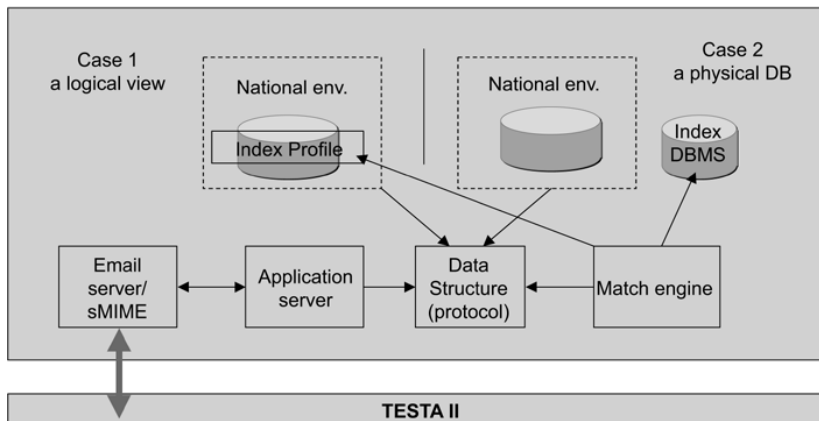 Case 1
a logical view
National env.
Index Profile
National env.
Case 2
a physical DB
Index
DBMS
Email
server/
sMIME
Application
server
Data
Structure
(protocol)
Match engine
TESTA II